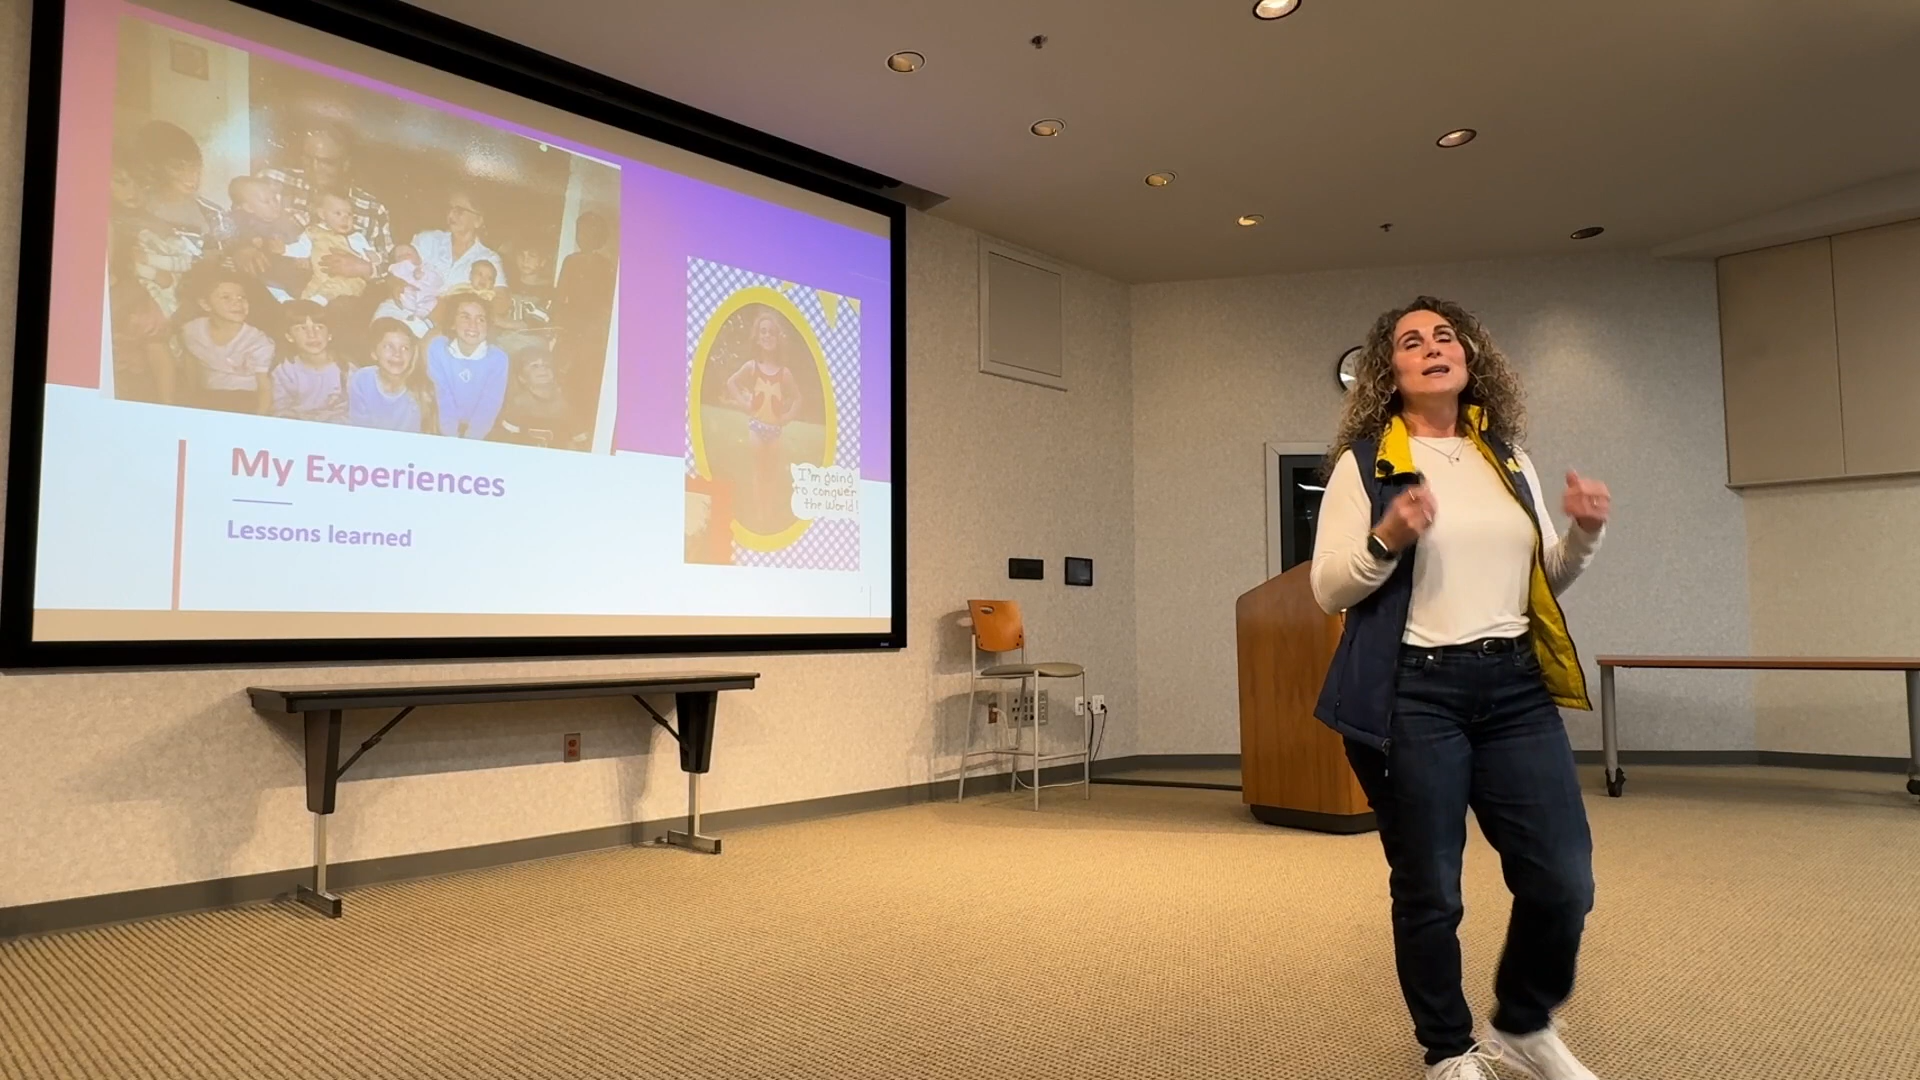 My Experiences
Lessons learned
I'm going
to conquer
the World!